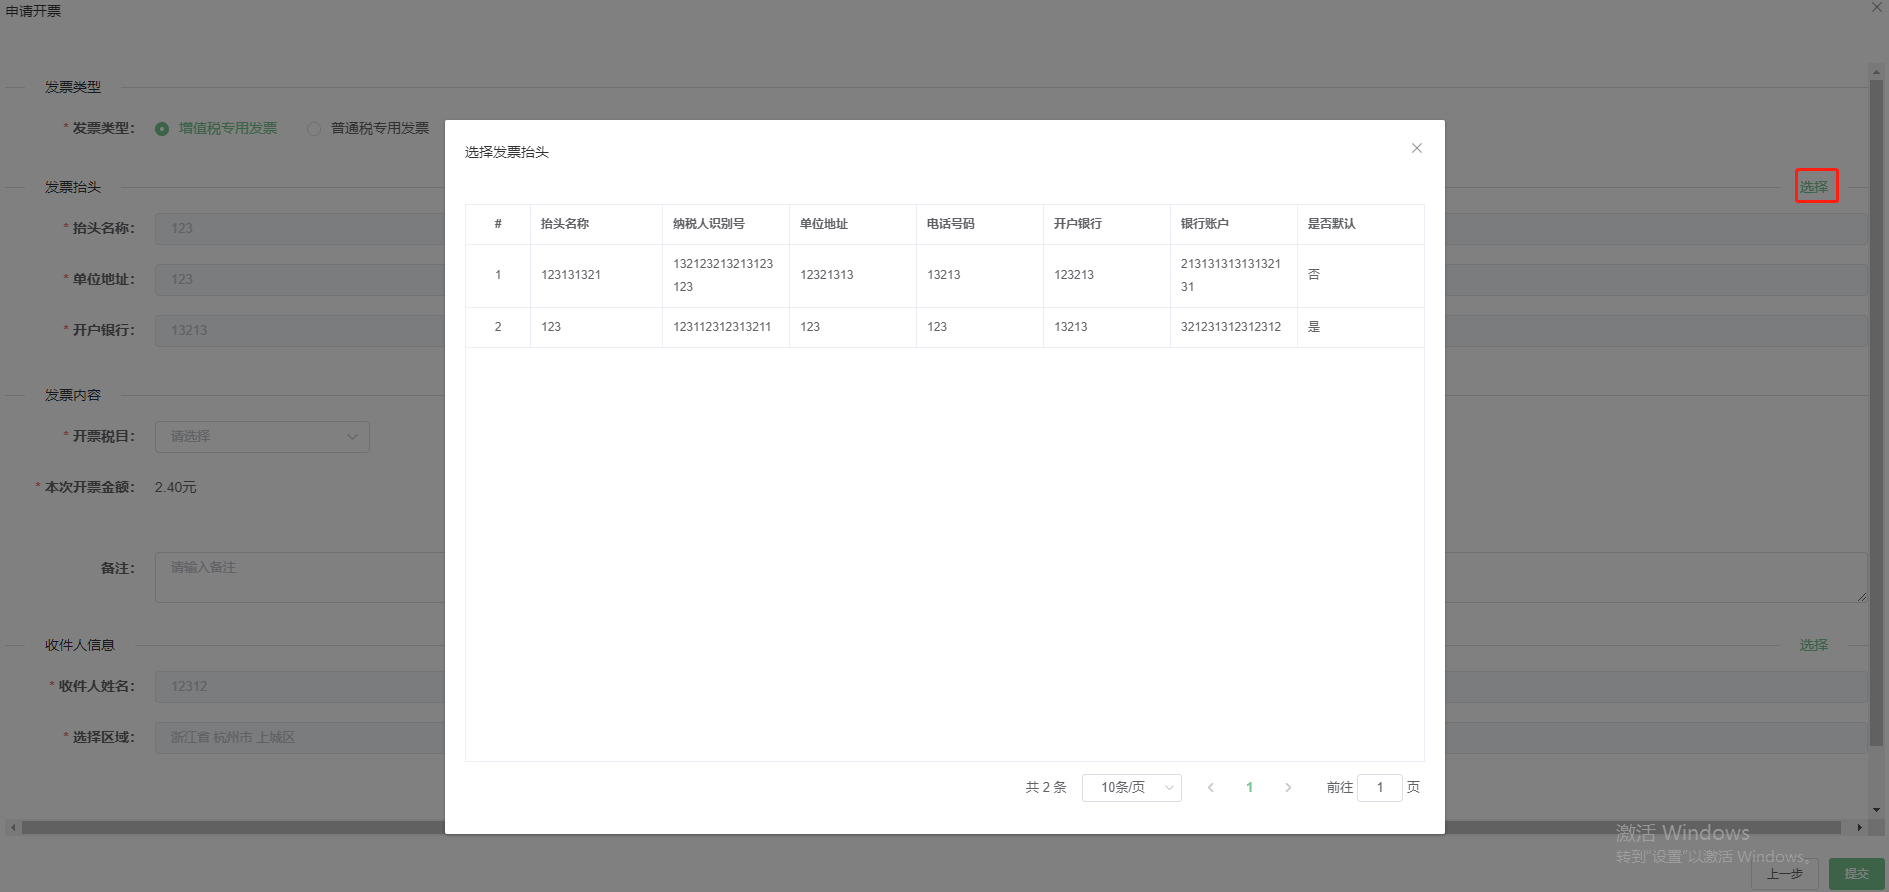 申请开票
发票类型
* 发票类型： 增值税专用发票 普通税专用发票
发票抬头 选择
* 抬头名称： 123
* 单位地址： 123
* 开户银行： 13213
发票内容
* 开票税目： 请选择
* 本次开票金额： 2.40元
备注： 请输入备注
收件人信息 选择
* 收件人姓名： 12312
* 选择区域： 浙江省 杭州市 上城区
选择发票抬头
# 抬头名称 纳税人识别号 单位地址 电话号码 开户银行 银行账户 是否默认
1 123131321 132123213213123 12321313 13213 123213 213131313131321 否
123 31
2 123 123112312313211 123 123 13213 321231312312312 是
共 2 条 10条/页 1 前往 1 页
激活 Windows
转到"设置"以激活 Windows。
上一步 提交